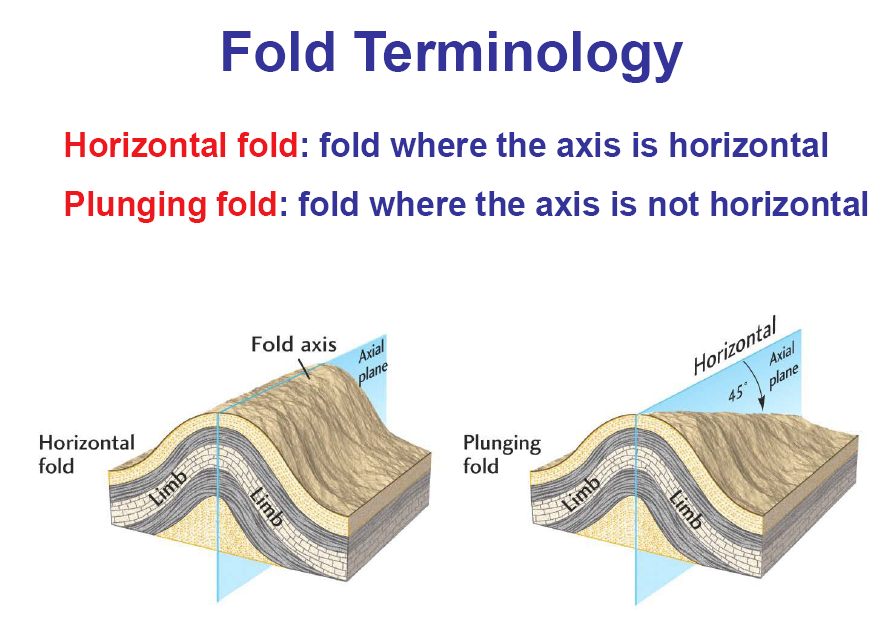 Fold Terminology
Horizontal fold: fold where the axis is horizontal
Plunging fold: fold where the axis is not horizontal
Fold axis
Axial
plane
Horizontal
fold
Limb
Limb
Horizontal
Axial
plane
45°
Plunging
fold
Limb
Limb